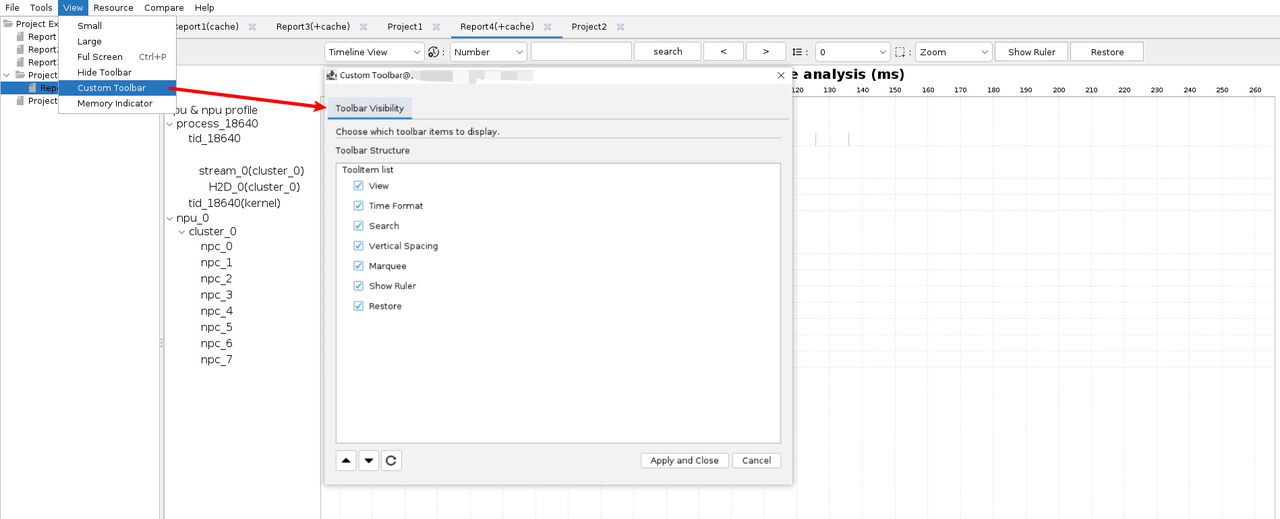 File Tools View Resource Compare Help
Project Ex
Report
Report
Report
Project
Rep
Project
Small
Large
Ful Screen Ctrl+P
Hide Toolbar
Custom Toolbar
Memory Indicator
eport1(cache) Report3(+cache) Project1 Report4(+cache) Project2
Timeline View : Number search < > : 0 : Zoom Show Ruler Restore
e analysis (ms)
120 130 140 150 160 170 180 190 200 210 220 230 240 250 260
pu & npu profile
process_18640
tid_18640
stream_0(cluster_0)
H2D_0(cluster_0)
tid_18640(kernel)
npu_0
cluster_0
npc_0
npc_1
npc_2
npc_3
npc_4
npc_5
npc_6
npc_7
Custom Toolbar@
Toolbar Visibility
Choose which toolbar items to display.
Toolbar Structure
ToolItem list
View
Time Format
Search
Vertical Spacing
Marquee
Show Ruler
Restore
Apply and Close Cancel